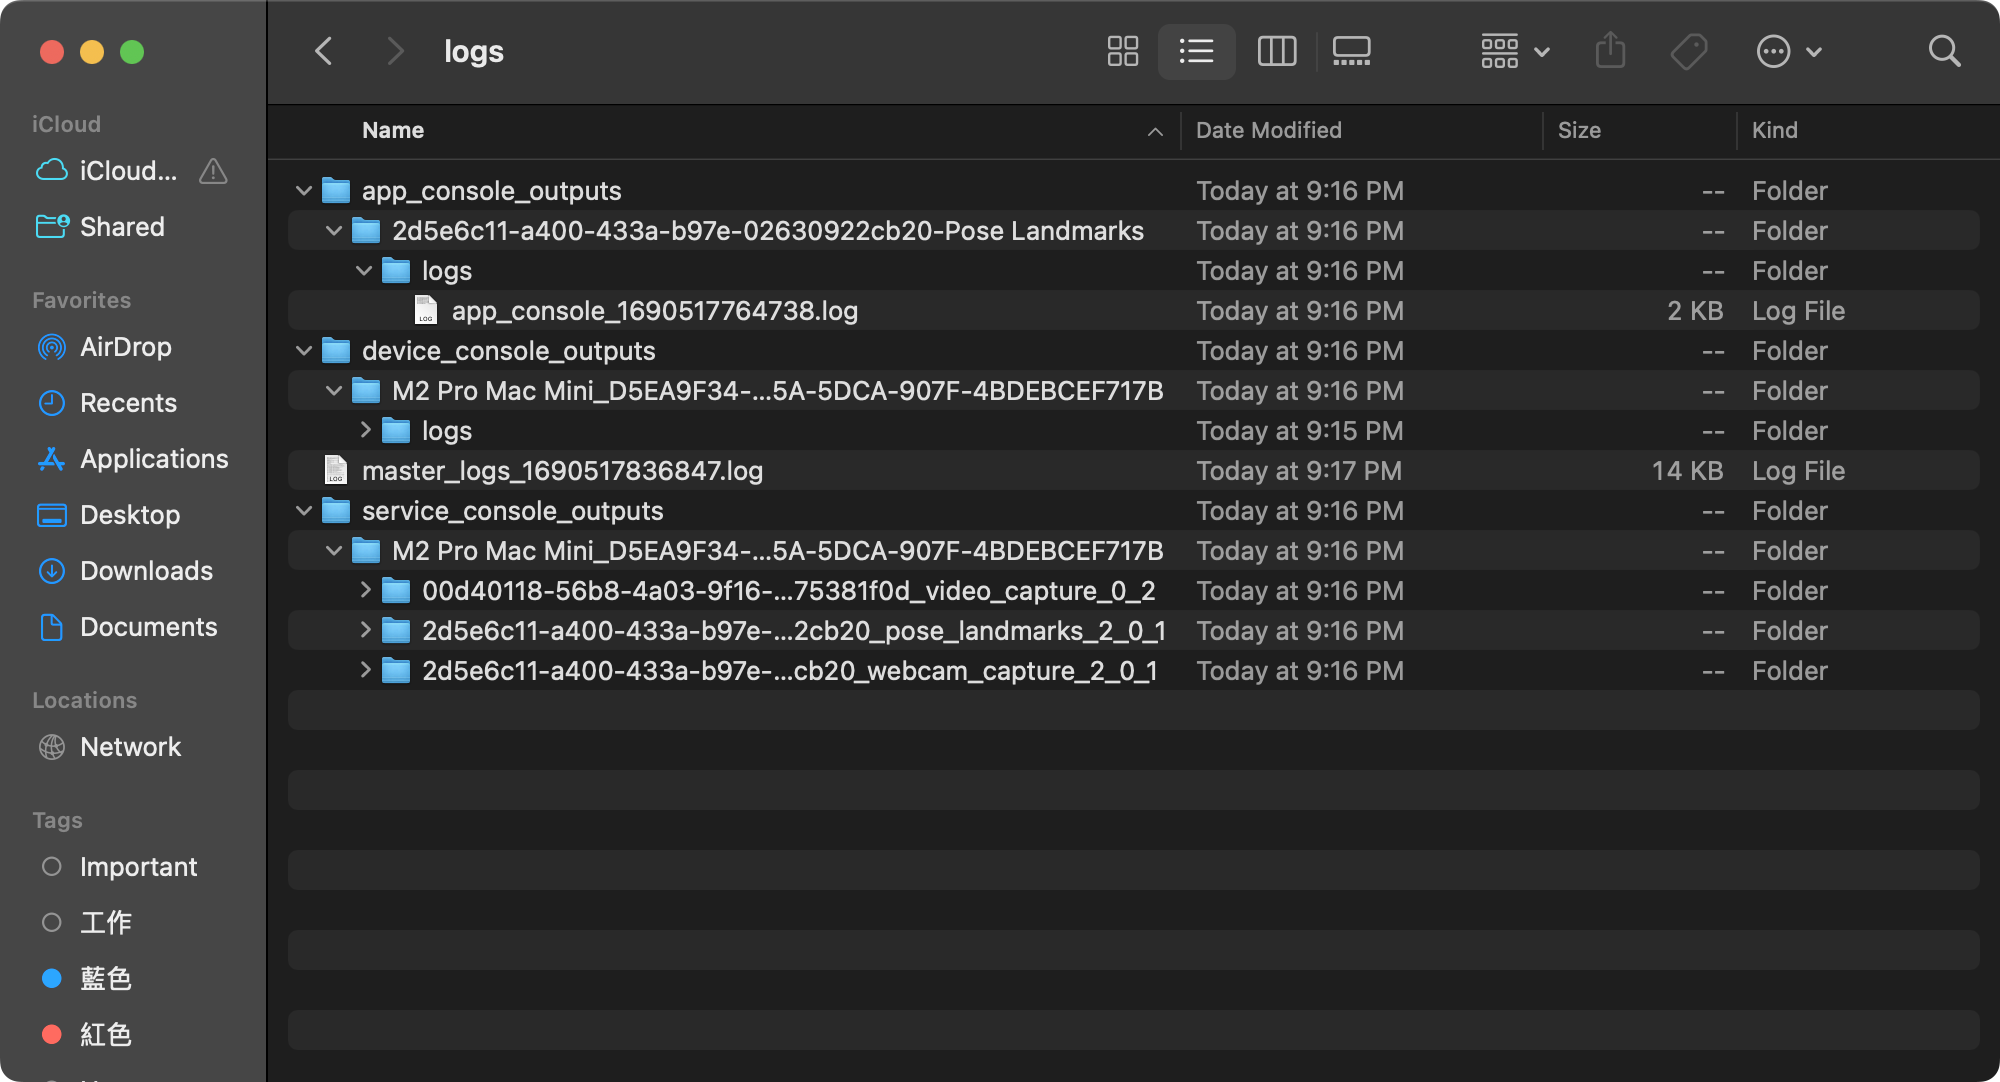 logs
iCloud
iCloud...
Shared
Favorites
AirDrop
Recents
Applications
Desktop
Downloads
Documents
Locations
Network
Tags
Important
工作
藍色
紅色
Name Date Modified Size Kind
app_console_outputs Today at 9:16 PM -- Folder
2d5e6c11-a400-433a-b97e-02630922cb20-Pose Landmarks Today at 9:16 PM -- Folder
logs Today at 9:16 PM -- Folder
LOG app_console_1690517764738.log Today at 9:16 PM 2 KB Log File
device_console_outputs Today at 9:16 PM -- Folder
M2 Pro Mac Mini_D5EA9F34-...5A-5DCA-907F-4BDEBCEF717B Today at 9:16 PM -- Folder
logs Today at 9:15 PM -- Folder
LOG master_logs_1690517836847.log Today at 9:17 PM 14 KB Log File
service_console_outputs Today at 9:16 PM -- Folder
M2 Pro Mac Mini_D5EA9F34-...5A-5DCA-907F-4BDEBCEF717B Today at 9:16 PM -- Folder
00d40118-56b8-4a03-9f16-...75381f0d_video_capture_0_2 Today at 9:16 PM -- Folder
2d5e6c11-a400-433a-b97e-...2cb20_pose_landmarks_2_0_1 Today at 9:16 PM -- Folder
2d5e6c11-a400-433a-b97e-...cb20_webcam_capture_2_0_1 Today at 9:16 PM -- Folder